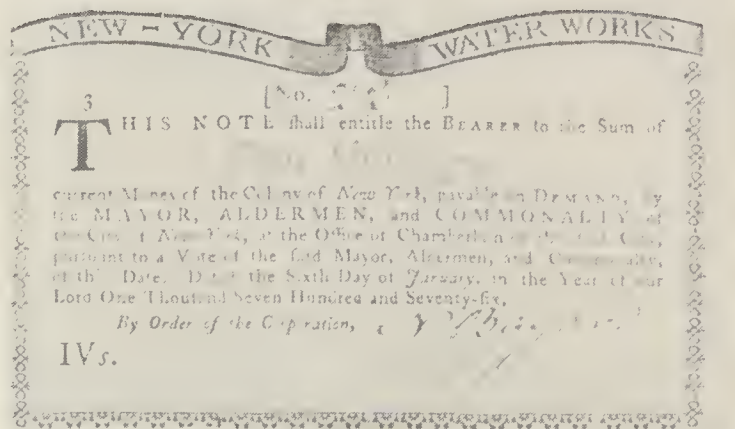 NEW-YORK WATER WORKS
3
[No. ]
THIS NOTE ſhall entitle the BEARER to the Sum of
current Money of the Colony of New York, payable on DEMAND, by
the MAYOR, ALDERMEN, and COMMONALTY of
the City of New York, at the Office of Chamberlain of the ſaid City,
purſuant to a Vote of the ſaid Mayor, Aldermen, and Commonalty,
of this Date. Dated the Sixth Day of January, in the Year of our
Lord One Thouſand Seven Hundred and Seventy-ſix.
By Order of the Corporation,
IVs.